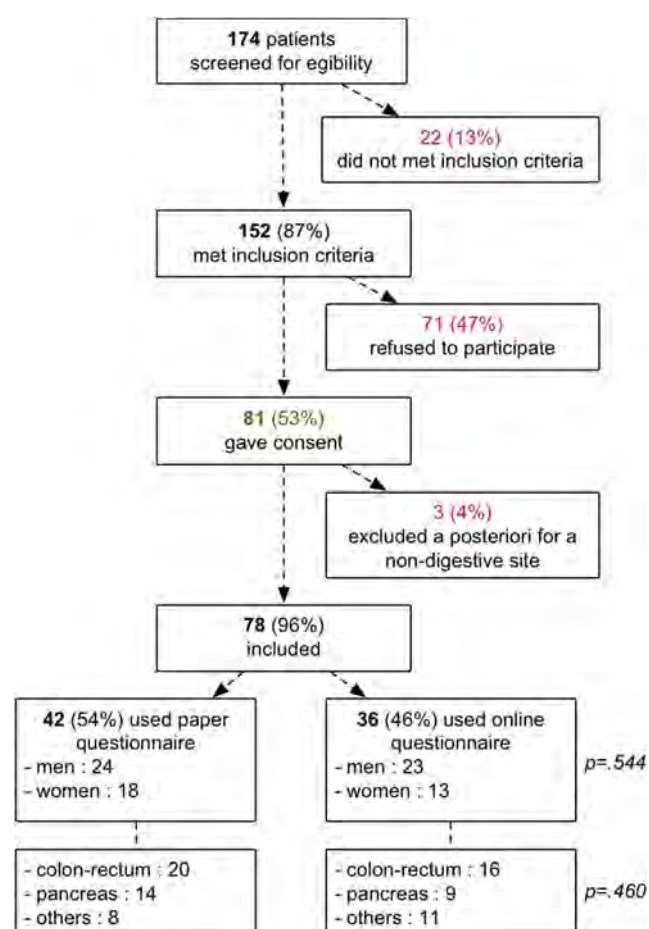 174 patients
screened for egibility
22 (13%)
did not met inclusion criteria
152 (87%)
met inclusion criteria
71 (47%)
refused to participate
81 (53%)
gave consent
3 (4%)
excluded a posteriori for a
non-digestive site
78 (96%)
included
42 (54%) used paper
questionnaire
- men : 24
- women : 18
36 (46%) used online
questionnaire
- men : 23
- women : 13
p=.544
- colon-rectum : 20
- pancreas : 14
- others : 8
- colon-rectum : 16
- pancreas : 9
- others : 11
p=.460